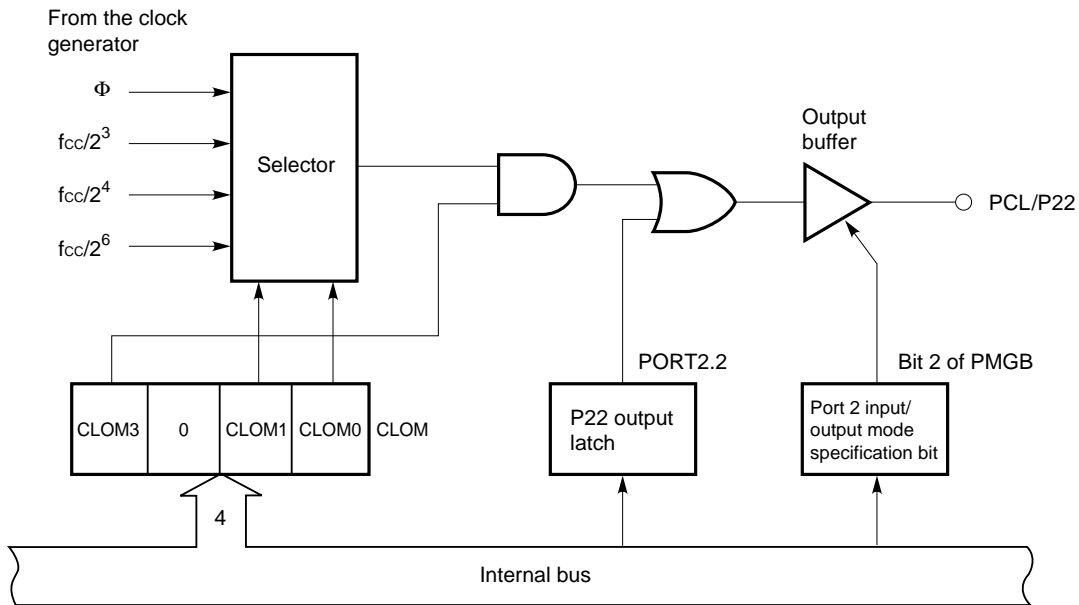 From the clock
generator
Φ
fcc/2³
fcc/2⁴
fcc/2⁶
Selector
Output
buffer
PCL/P22
PORT2.2
Bit 2 of PMGB
CLOM3 0 CLOM1 CLOM0 CLOM
P22 output
latch
Port 2 input/
output mode
specification bit
4
Internal bus